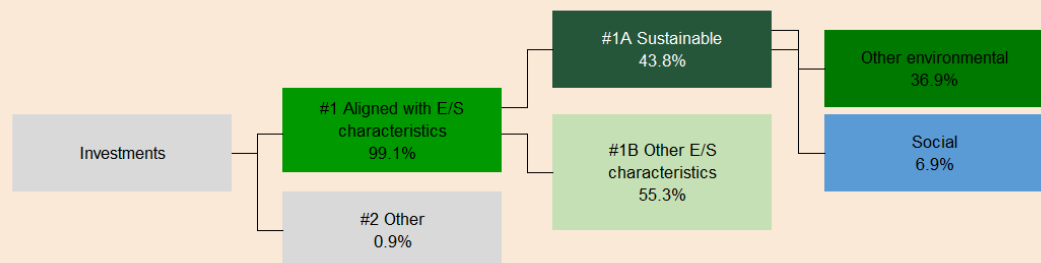 Investments
#1 Aligned with E/S
characteristics
99.1%
#2 Other
0.9%
#1A Sustainable
43.8%
#1B Other E/S
characteristics
55.3%
Other environmental
36.9%
Social
6.9%